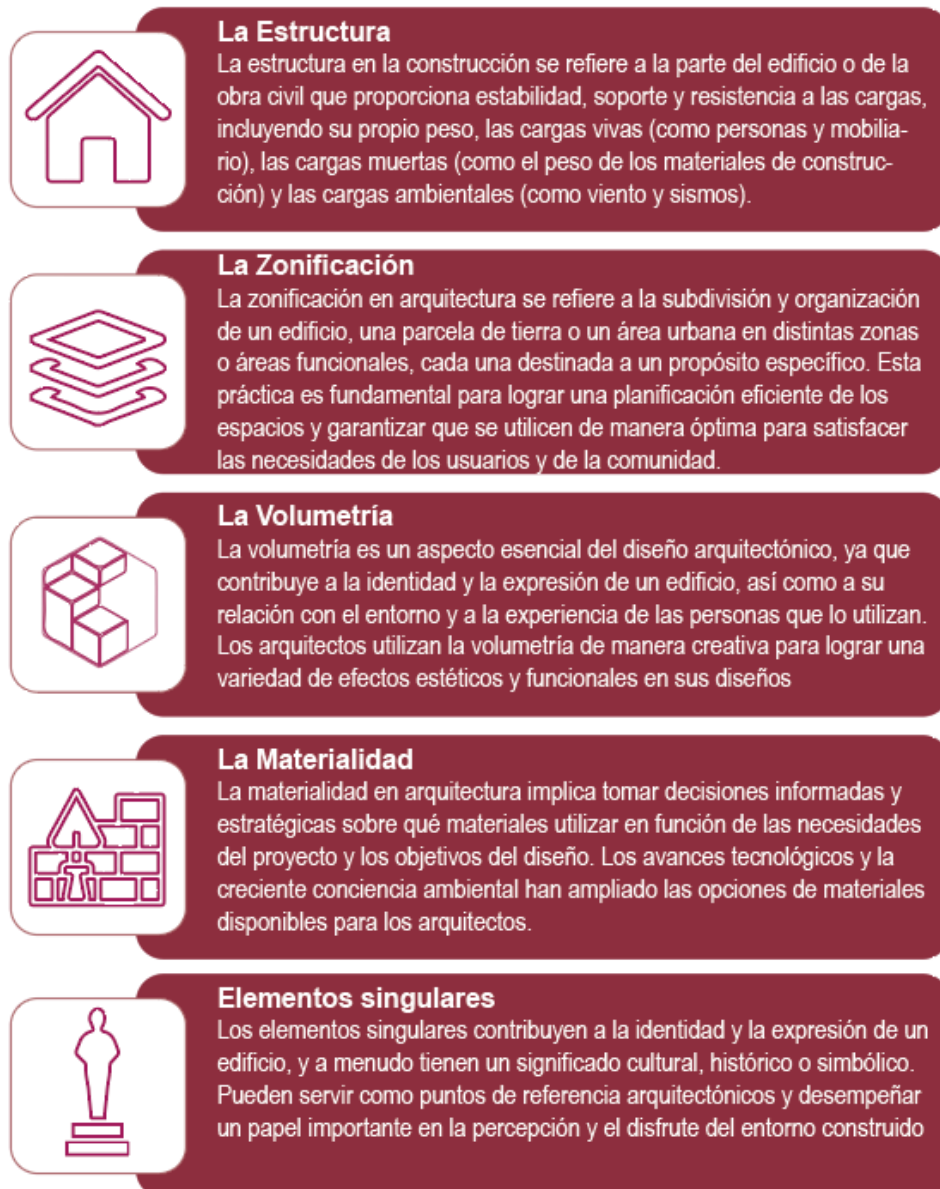 La Estructura
La estructura en la construcción se refiere a la parte del edificio o de la
obra civil que proporciona estabilidad, soporte y resistencia a las cargas,
incluyendo su propio peso, las cargas vivas (como personas y mobilia-
rio), las cargas muertas (como el peso de los materiales de construc-
ción) y las cargas ambientales (como viento y sismos).
La Zonificación
La zonificación en arquitectura se refiere a la subdivisión y organización
de un edificio, una parcela de tierra o un área urbana en distintas zonas
o áreas funcionales, cada una destinada a un propósito específico. Esta
práctica es fundamental para lograr una planificación eficiente de los
espacios y garantizar que se utilicen de manera óptima para satisfacer
las necesidades de los usuarios y de la comunidad.
La Volumetría
La volumetría es un aspecto esencial del diseño arquitectónico, ya que
contribuye a la identidad y la expresión de un edificio, así como a su
relación con el entorno y a la experiencia de las personas que lo utilizan.
Los arquitectos utilizan la volumetría de manera creativa para lograr una
variedad de efectos estéticos y funcionales en sus diseños
La Materialidad
La materialidad en arquitectura implica tomar decisiones informadas y
estratégicas sobre qué materiales utilizar en función de las necesidades
del proyecto y los objetivos del diseño. Los avances tecnológicos y la
creciente conciencia ambiental han ampliado las opciones de materiales
disponibles para los arquitectos.
Elementos singulares
Los elementos singulares contribuyen a la identidad y la expresión de un
edificio, y a menudo tienen un significado cultural, histórico o simbólico.
Pueden servir como puntos de referencia arquitectónicos y desempeñar
un papel importante en la percepción y el disfrute del entorno construido